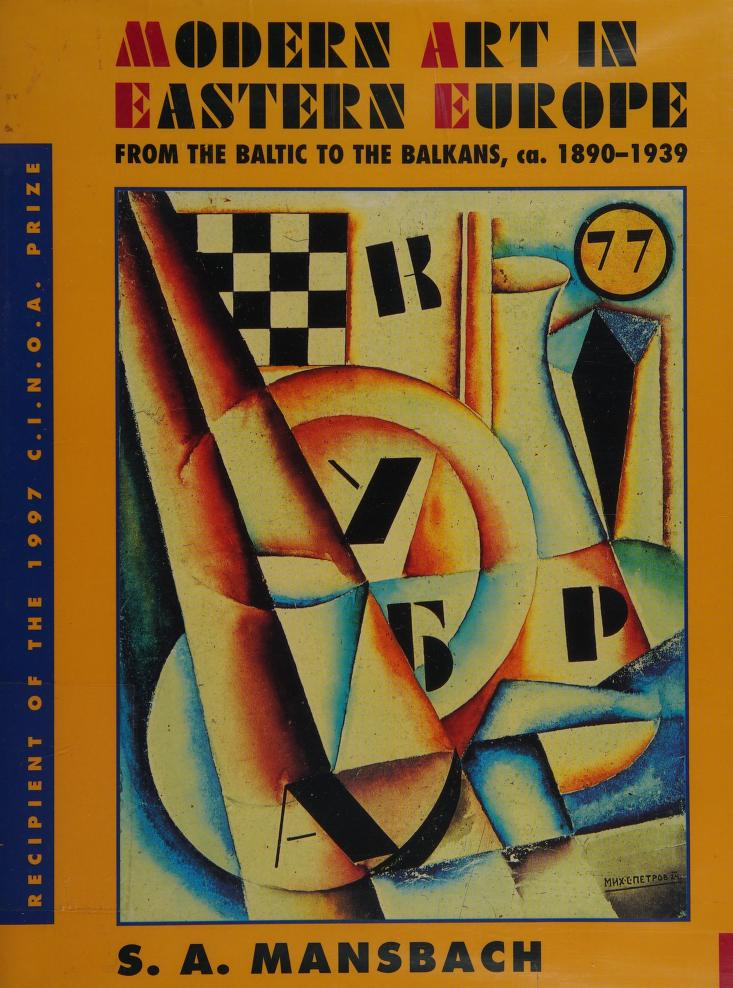 MODERN ART IN
EASTERN EUROPE
FROM THE BALTIC TO THE BALKANS, ca. 1890–1939
RECIPIENT OF THE 1997 C.I.N.O.A. PRIZE
К
77
У
Б
Р
А
МИХ·С·ПЕТРОВ 24
S. A. MANSBACH